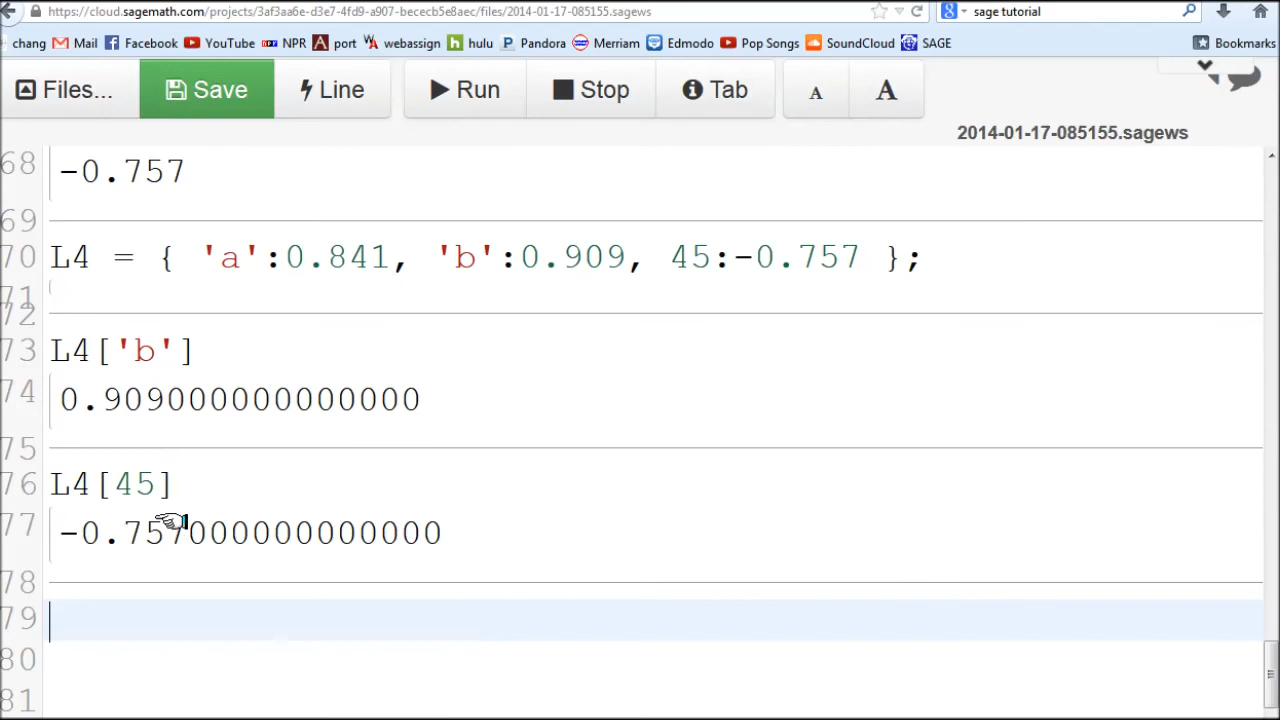 https://cloud.sagemath.com/projects/3af3aa6e-d3e7-4fd9-a907-bececb5e8aec/files/2014-01-17-085155.sagews
sage tutorial
chang Mail Facebook YouTube NPR port webassign hulu Pandora Merriam Edmodo Pop Songs SoundCloud SAGE Bookmarks
Files... Save Line Run Stop Tab A A
2014-01-17-085155.sagews
68 -0.757
69
70 L4 = { 'a':0.841, 'b':0.909, 45:-0.757 };
71
72
73 L4['b']
74 0.909000000000000
75
76 L4[45]
77 -0.757000000000000
78
79
80
81